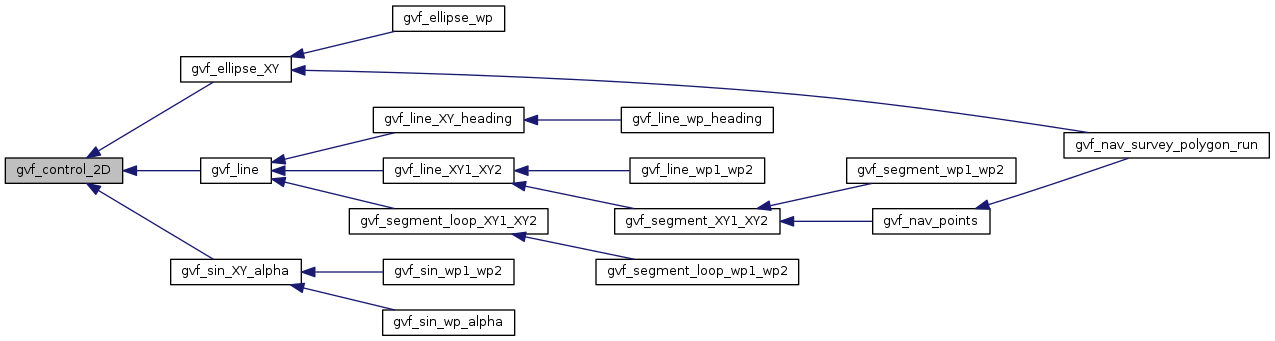 gvf_ellipse_wp
gvf_ellipse_XY
gvf_line_XY_heading
gvf_line_wp_heading
gvf_nav_survey_polygon_run
gvf_control_2D
gvf_line
gvf_line_XY1_XY2
gvf_line_wp1_wp2
gvf_segment_wp1_wp2
gvf_segment_loop_XY1_XY2
gvf_segment_XY1_XY2
gvf_nav_points
gvf_sin_XY_alpha
gvf_sin_wp1_wp2
gvf_segment_loop_wp1_wp2
gvf_sin_wp_alpha